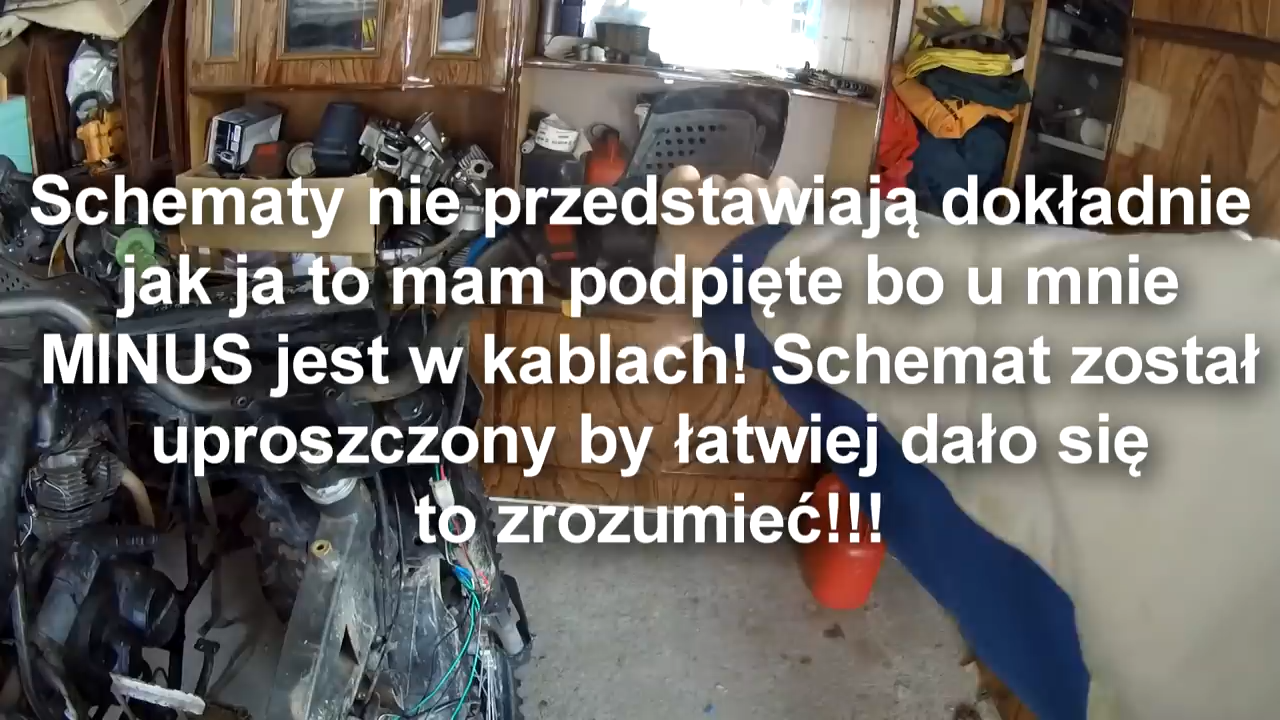 Schematy nie przedstawiają dokładnie
jak ja to mam podpięte bo u mnie
MINUS jest w kablach! Schemat został
uproszczony by łatwiej dało się
to zrozumieć!!!